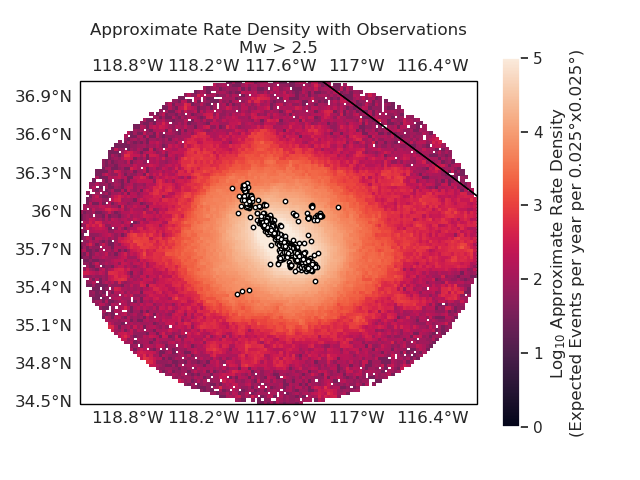 Approximate Rate Density with Observations
Mw > 2.5
118.8°W 118.2°W 117.6°W 117°W 116.4°W
36.9°N
36.6°N
36.3°N
36°N
35.7°N
35.4°N
35.1°N
34.8°N
34.5°N
118.8°W 118.2°W 117.6°W 117°W 116.4°W
5
4
3
2
1
0
Log₁₀ Approximate Rate Density
(Expected Events per year per 0.025°x0.025°)